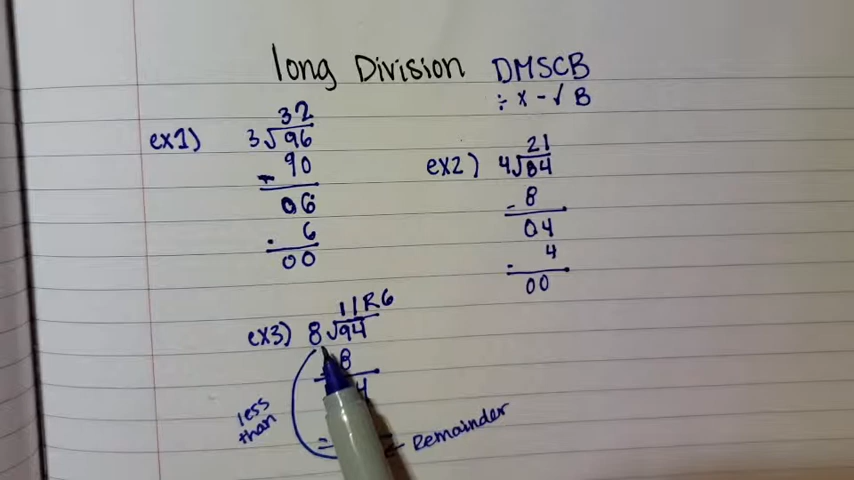 long Division DMSCB
÷ x - √ B
ex1)
32
3√96
- 90
06
- 6
00
ex2)
21
4√84
- 8
04
- 4
00
ex3)
11R6
8√94
8
4
less
than
Remainder